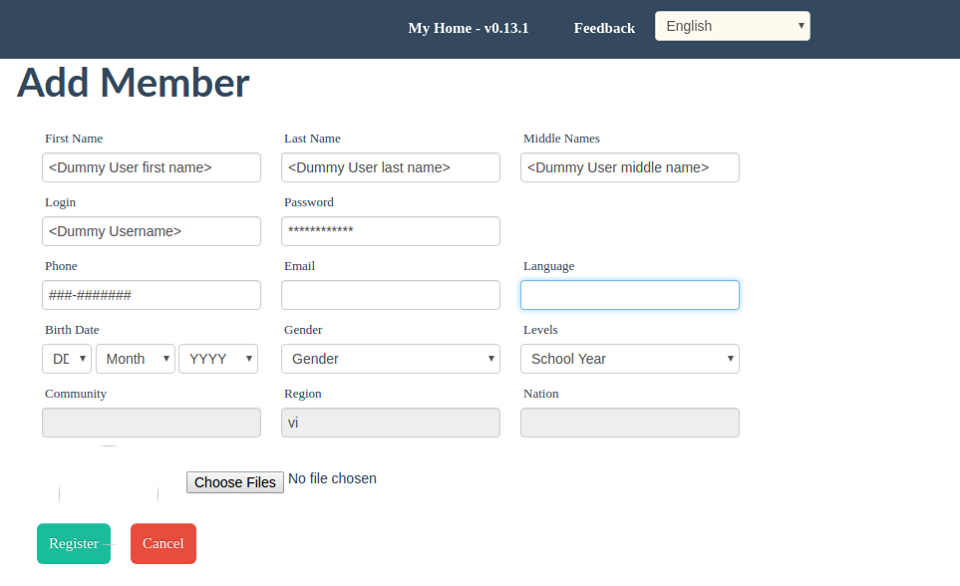 My Home - v0.13.1 Feedback English
Add Member
First Name Last Name Middle Names
<Dummy User first name> <Dummy User last name> <Dummy User middle name>
Login Password
<Dummy Username> ************
Phone Email Language
###-#######
Birth Date Gender Levels
DD Month YYYY Gender School Year
Community Region Nation
vi
Choose Files No file chosen
Register Cancel